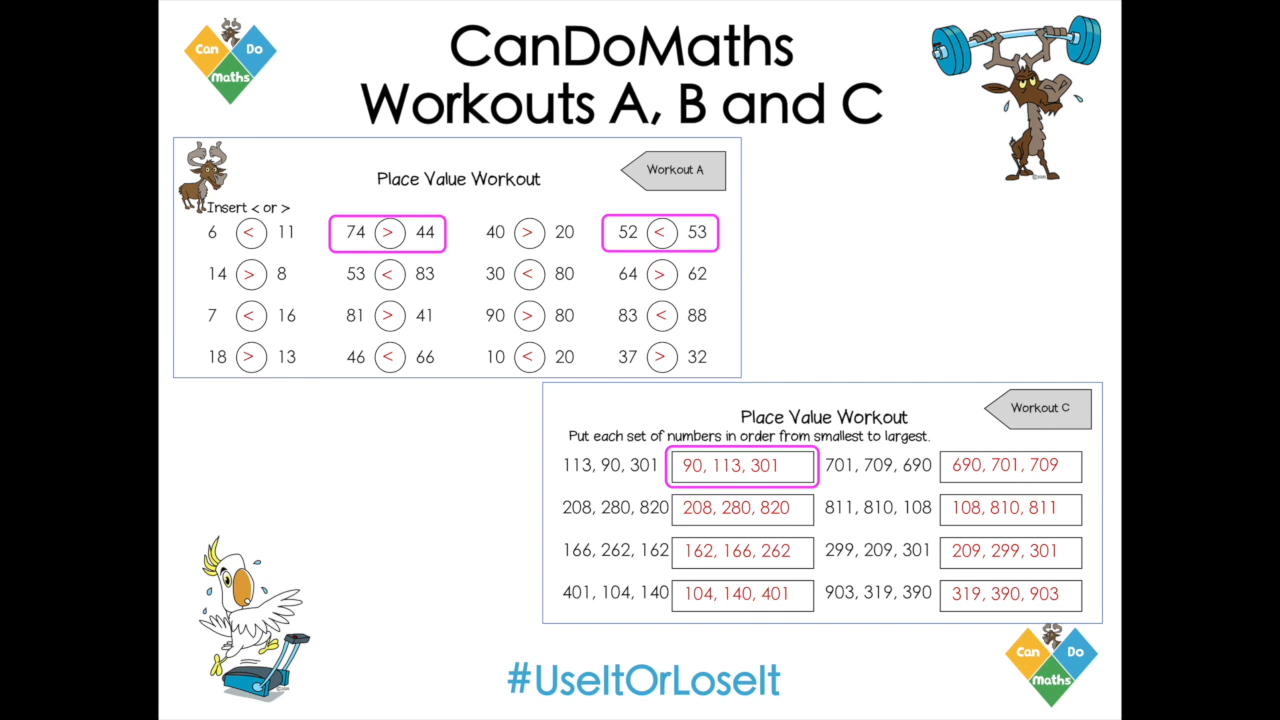 Can Do
Maths
CanDoMaths
Workouts A, B and C
Workout A
Place Value Workout
Insert < or >
6 < 11 74 > 44 40 > 20 52 < 53
14 > 8 53 < 83 30 < 80 64 > 62
7 < 16 81 > 41 90 > 80 83 < 88
18 > 13 46 < 66 10 < 20 37 > 32
Workout C
Place Value Workout
Put each set of numbers in order from smallest to largest.
113, 90, 301 90, 113, 301 701, 709, 690 690, 701, 709
208, 280, 820 208, 280, 820 811, 810, 108 108, 810, 811
166, 262, 162 162, 166, 262 299, 209, 301 209, 299, 301
401, 104, 140 104, 140, 401 903, 319, 390 319, 390, 903
#UseItOrLoseIt
Can Do
Maths